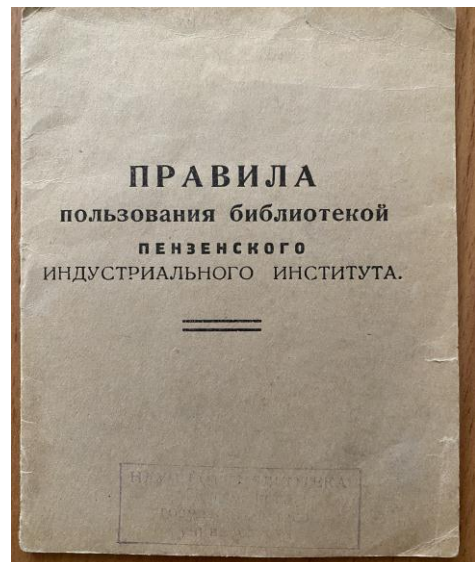 ПРАВИЛА
пользования библиотекой
ПЕНЗЕНСКОГО
ИНДУСТРИАЛЬНОГО ИНСТИТУТА.